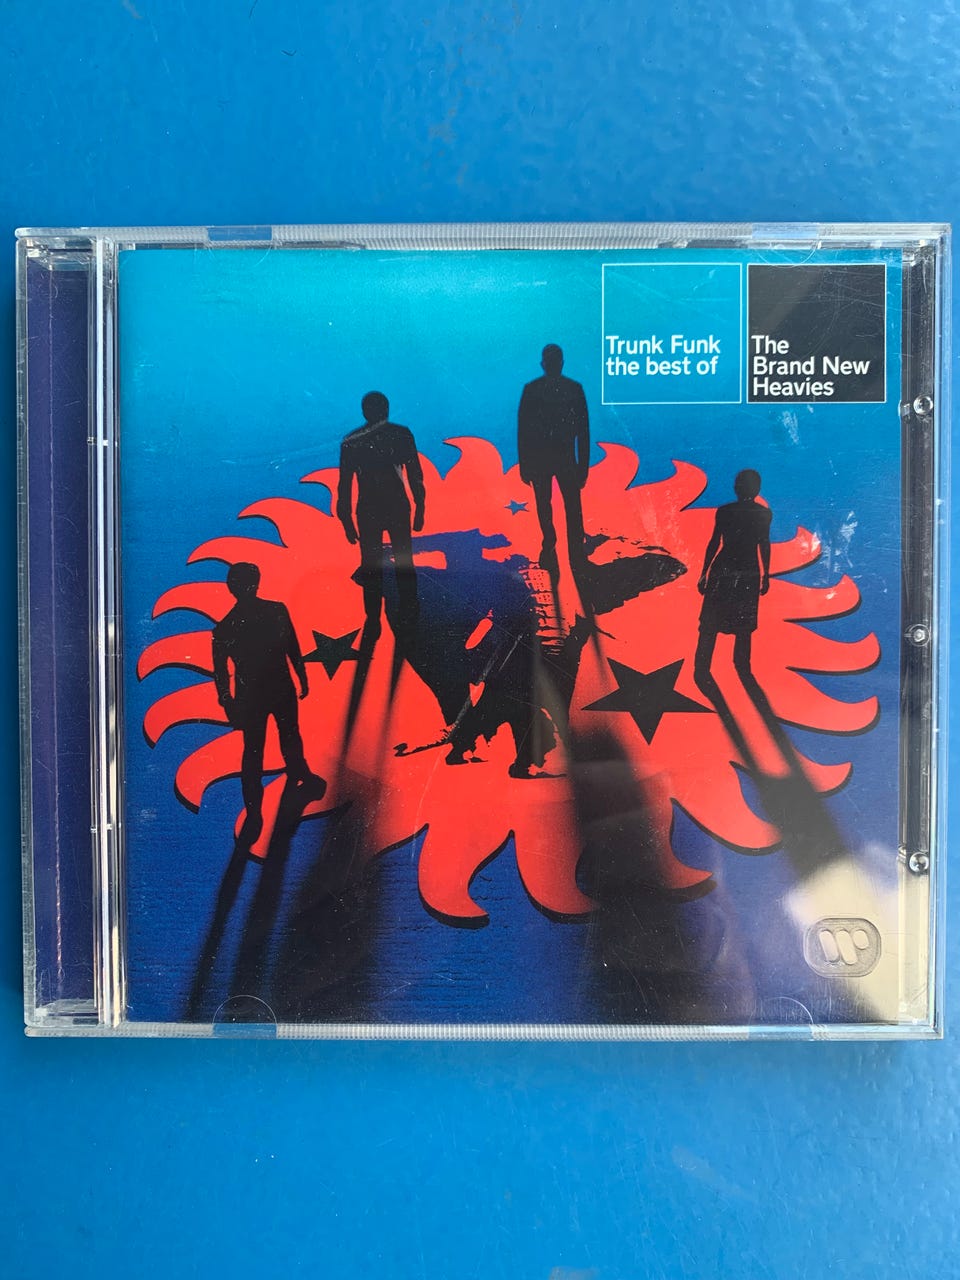 Trunk Funk
the best of
The
Brand New
Heavies